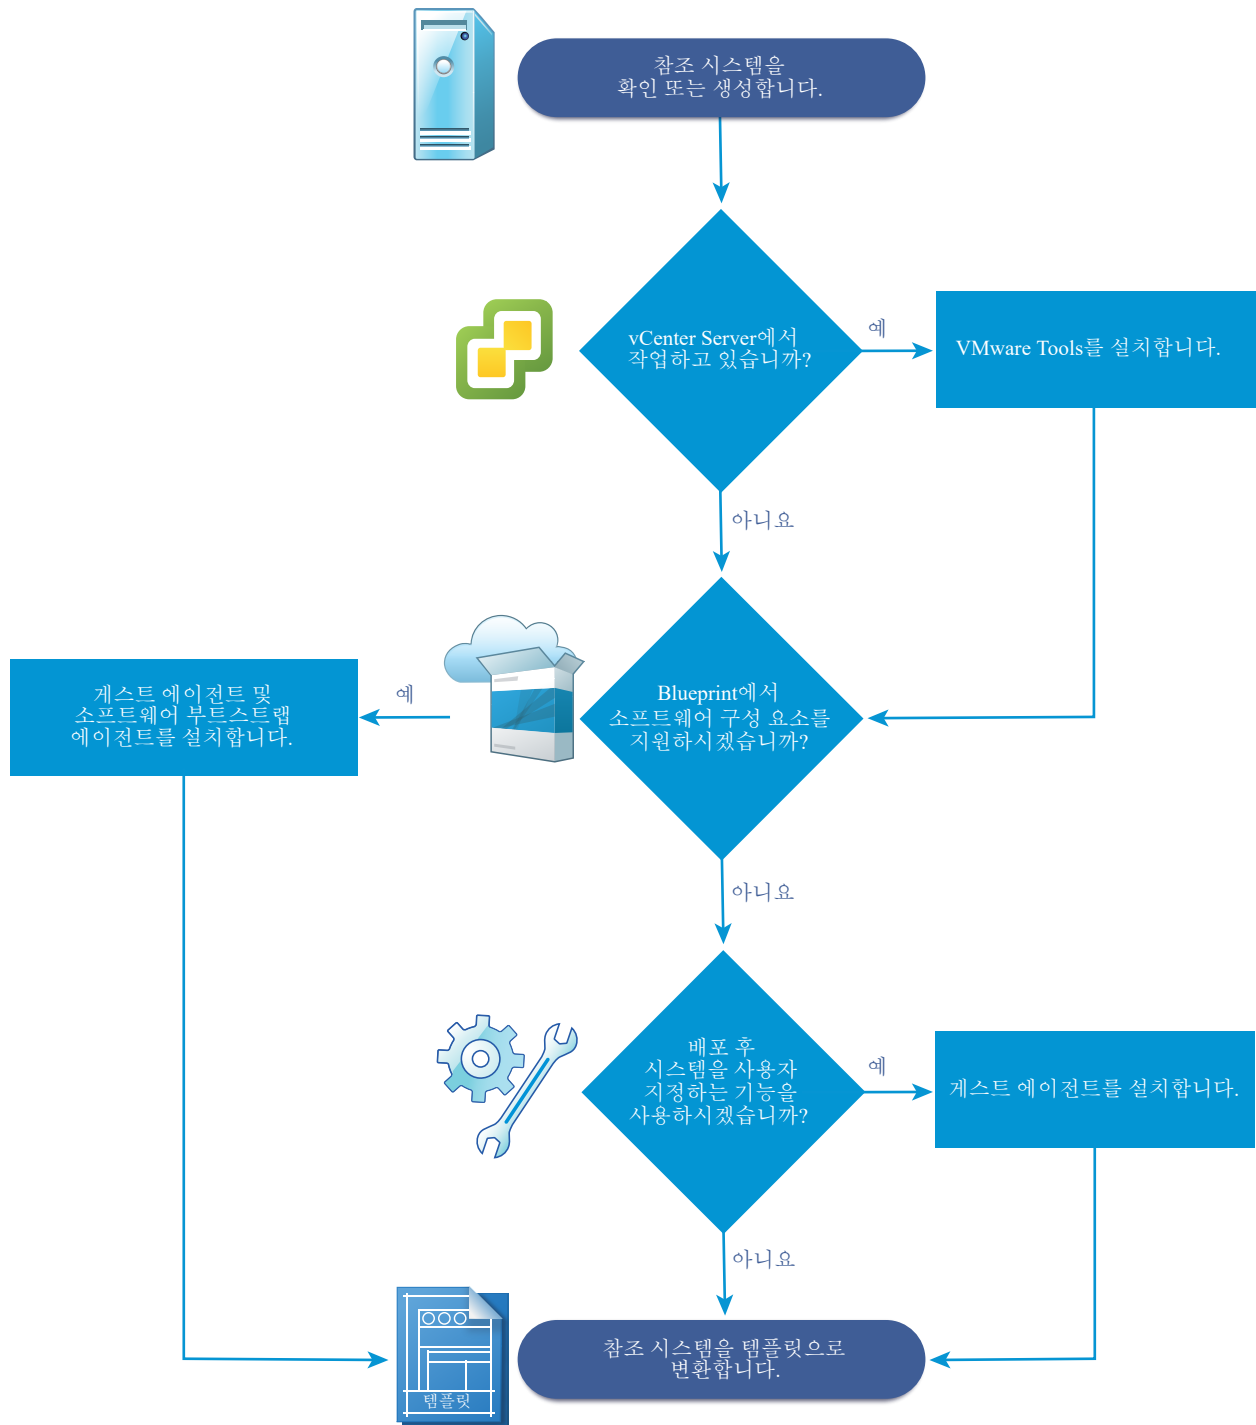 참조 시스템을
확인 또는 생성합니다.
vCenter Server에서
작업하고 있습니까?
예
VMware Tools를 설치합니다.
아니요
Blueprint에서
소프트웨어 구성 요소를
지원하시겠습니까?
예
게스트 에이전트 및
소프트웨어 부트스트랩
에이전트를 설치합니다.
아니요
배포 후
시스템을 사용자
지정하는 기능을
사용하시겠습니까?
예
게스트 에이전트를 설치합니다.
아니요
참조 시스템을 템플릿으로
변환합니다.
템플릿